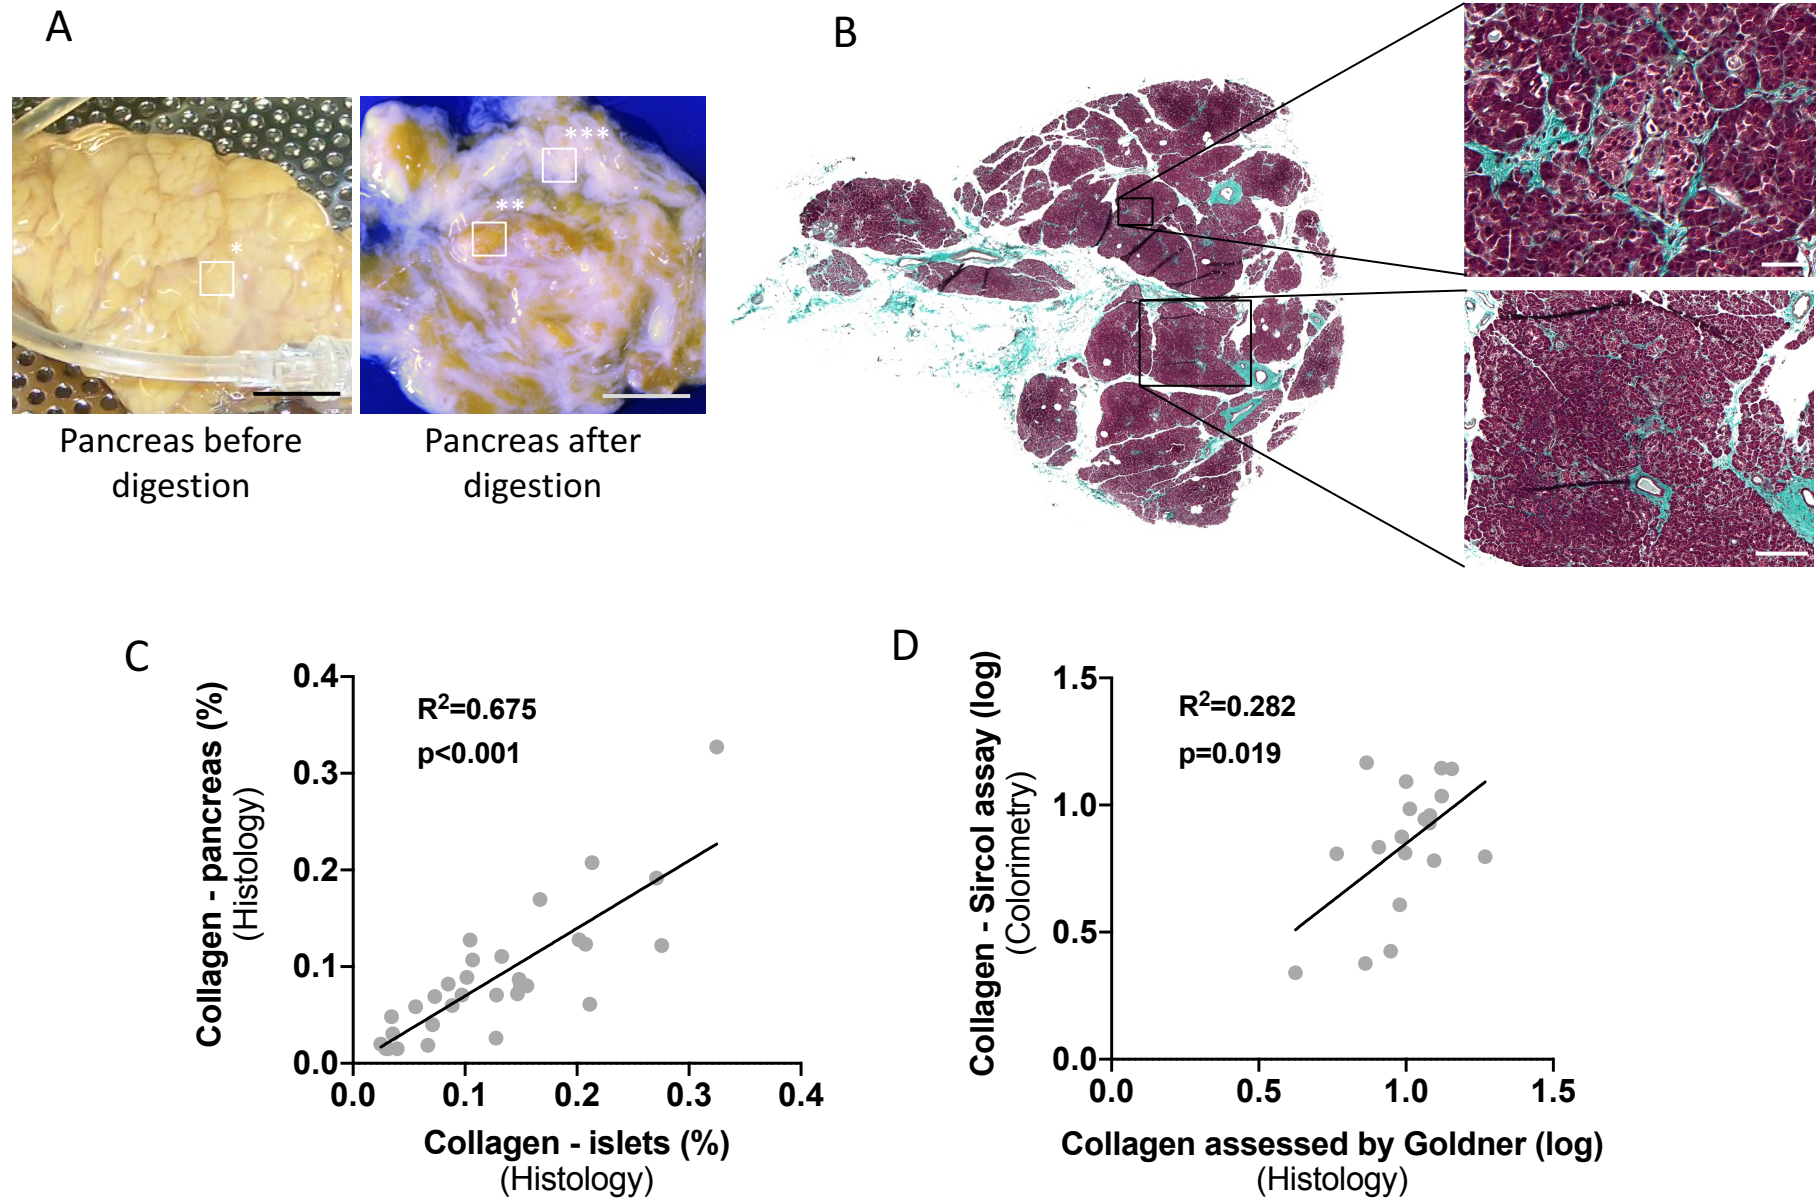 A
B
*
**
***
Pancreas before
digestion
Pancreas after
digestion
C
Collagen - pancreas (%)
(Histology)
R²=0.675
p<0.001
0.4
0.3
0.2
0.1
0.0
0.0 0.1 0.2 0.3 0.4
Collagen - islets (%)
(Histology)
D
Collagen - Sircol assay (log)
(Colorimetry)
R²=0.282
p=0.019
1.5
1.0
0.5
0.0
0.0 0.5 1.0 1.5
Collagen assessed by Goldner (log)
(Histology)